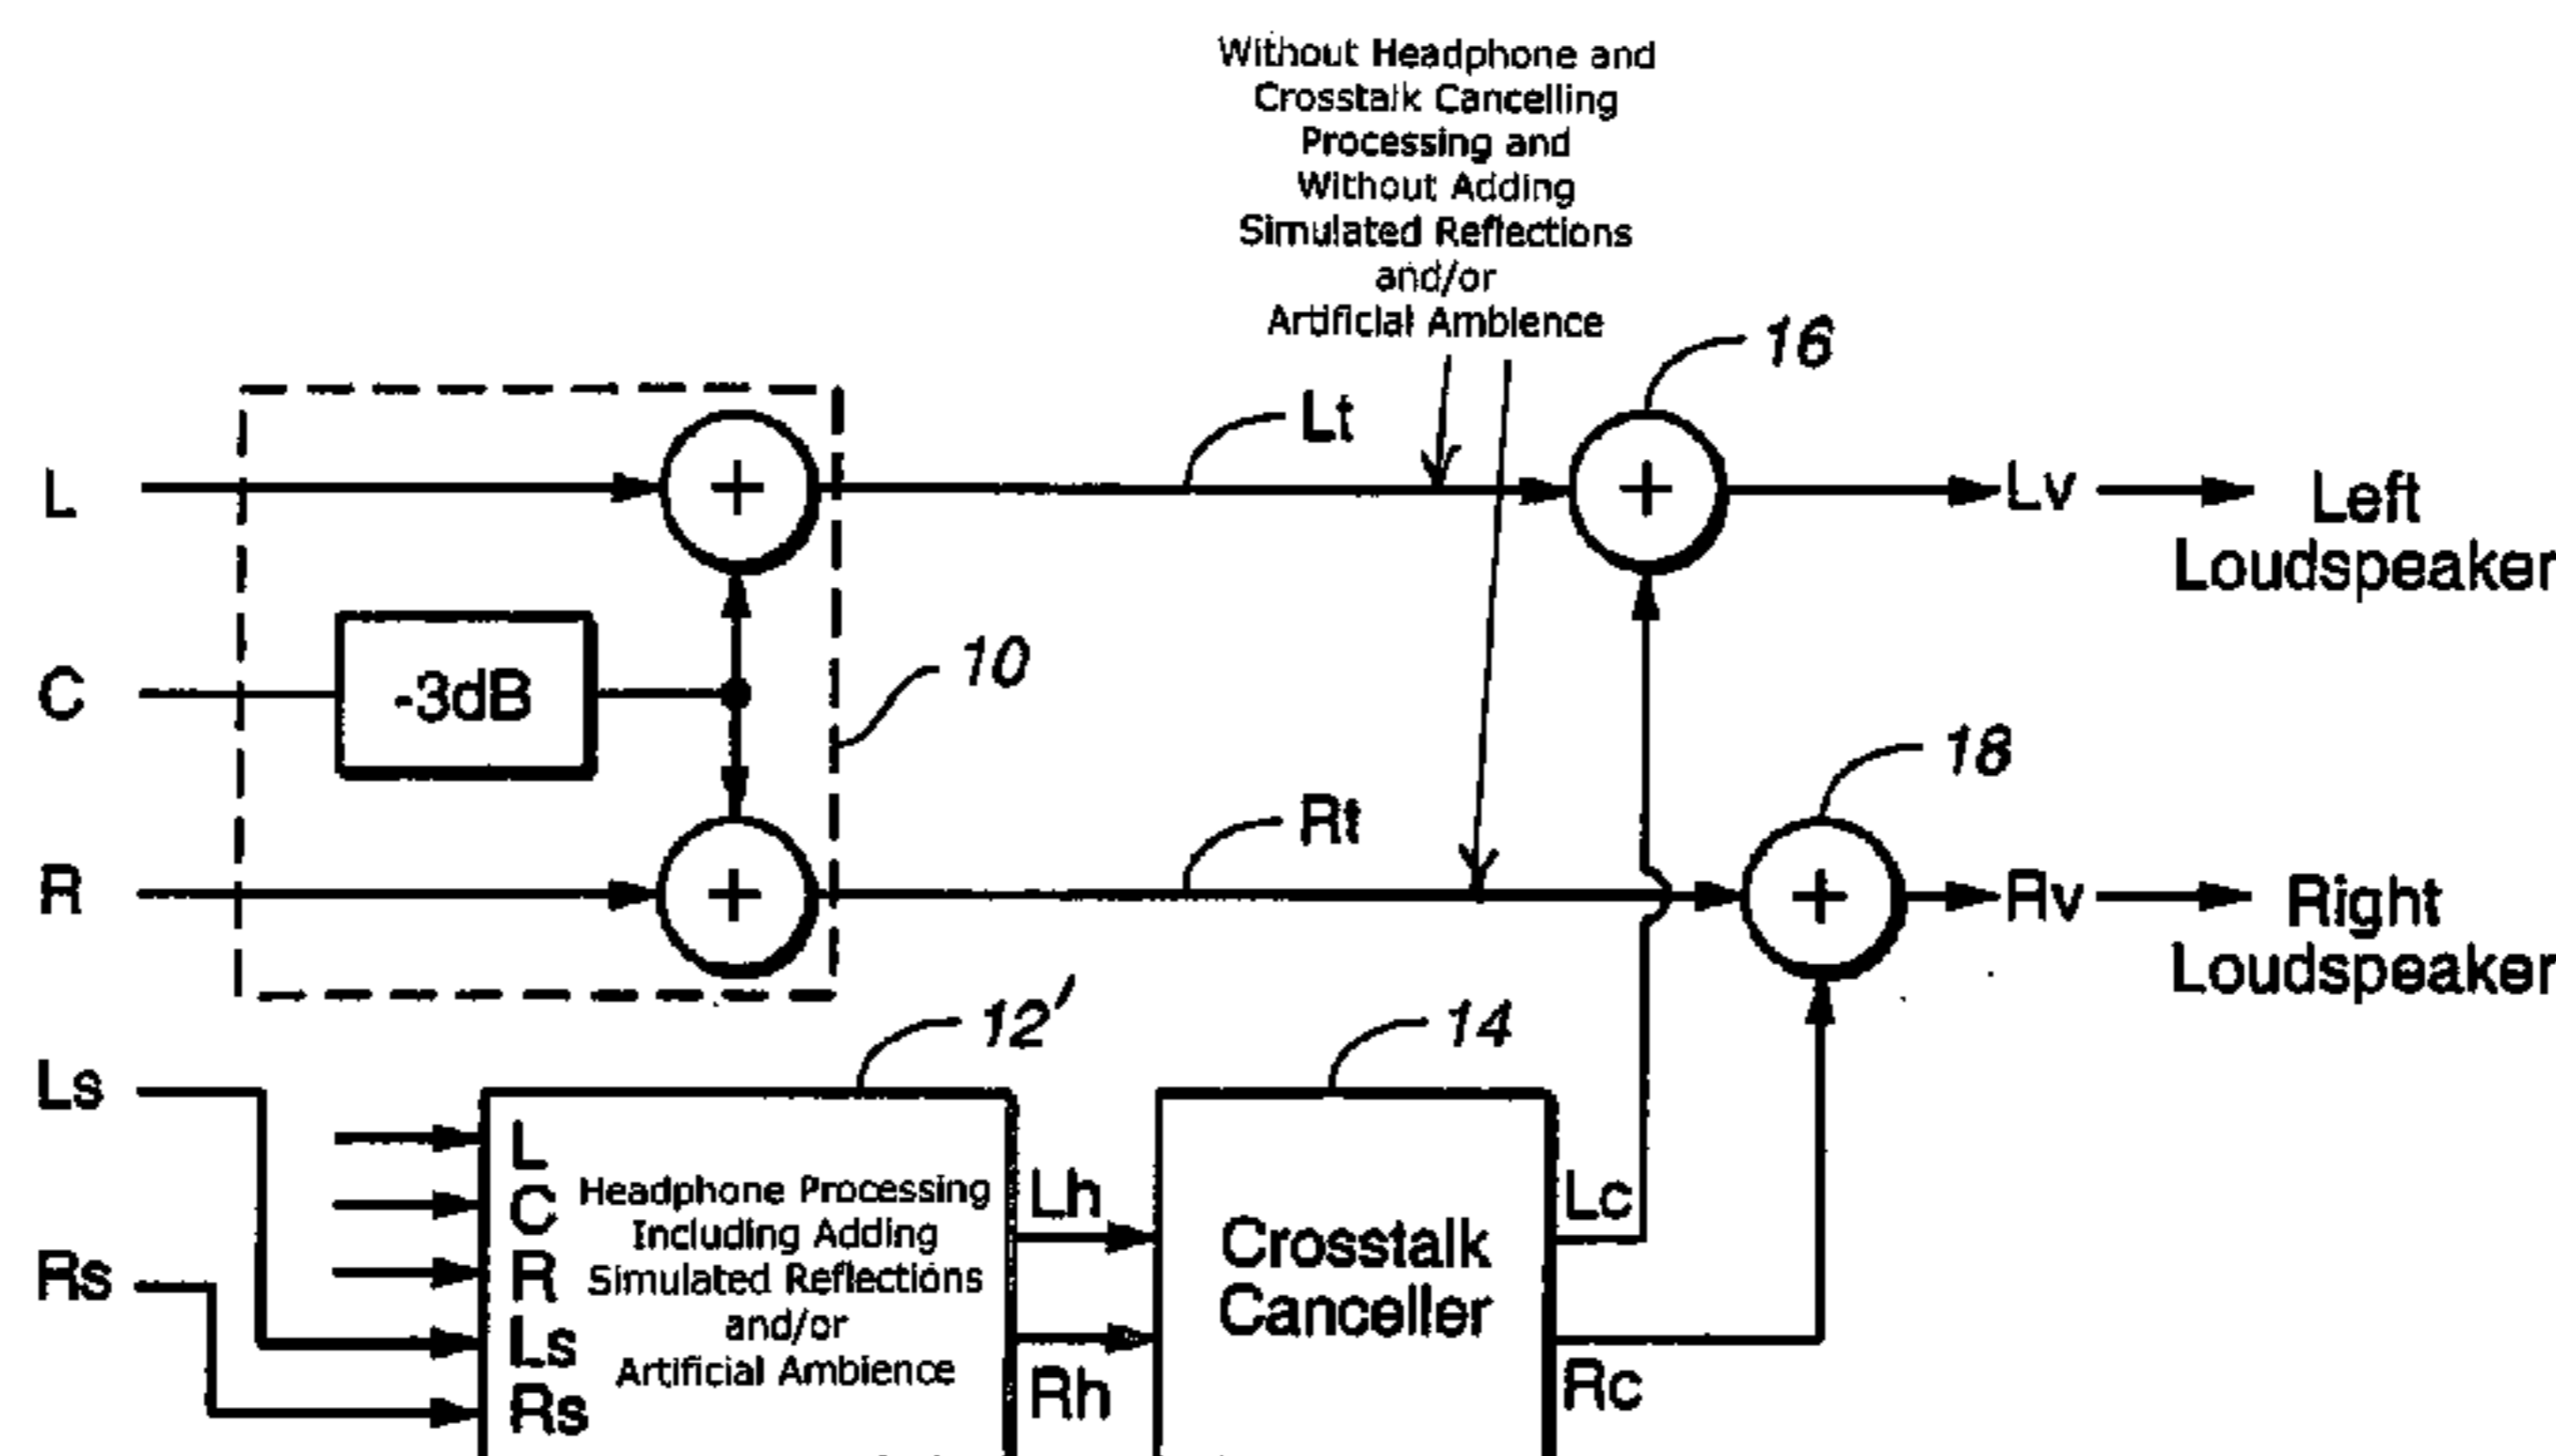 Without Headphone and
Crosstalk Cancelling
Processing and
Without Adding
Simulated Reflections
and/or
Artificial Ambience
16
Lt
L
+
+
Lv
Left
Loudspeaker
10
C
-3dB
18
Rt
R
+
+
Rv
Right
Loudspeaker
12'
14
Ls
L
C
R
Ls
Rs
Rs
Headphone Processing
Including Adding
Simulated Reflections
and/or
Artificial Ambience
Lh
Rh
Crosstalk
Canceller
Lc
Rc